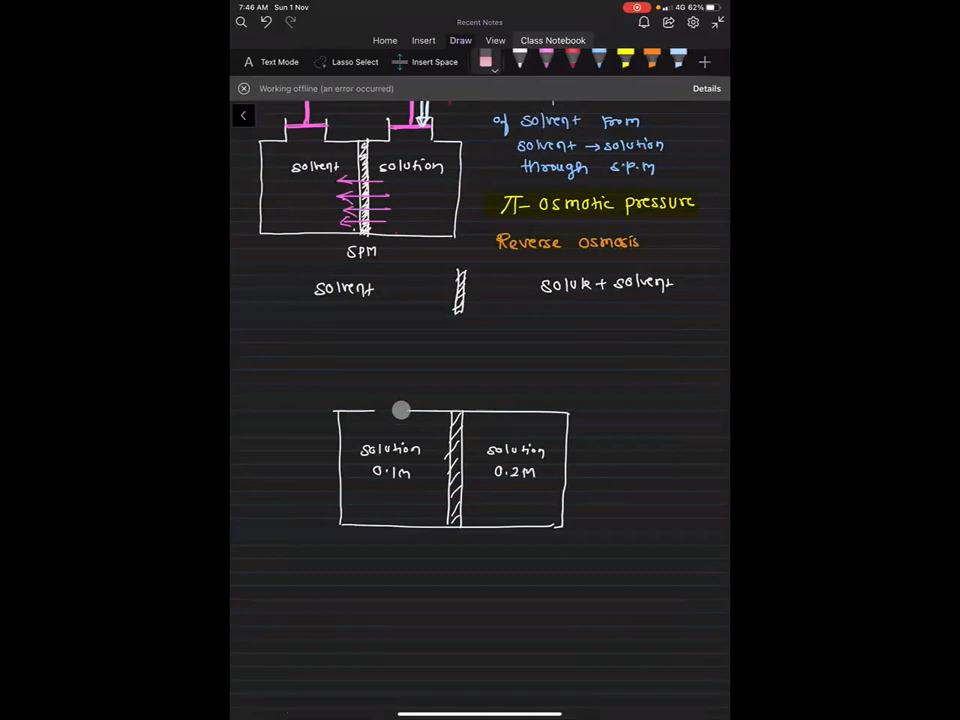 7:46 AM Sun 1 Nov
4G 62%
Recent Notes
Home Insert Draw View Class Notebook
Text Mode Lasso Select Insert Space
Working offline (an error occurred) Details
of solvent from
solvent → solution
through s.p.m
solvent solution
π - osmotic pressure
Reverse osmosis
SPM
solvent solute + solvent
solution solution
0.1M 0.2M